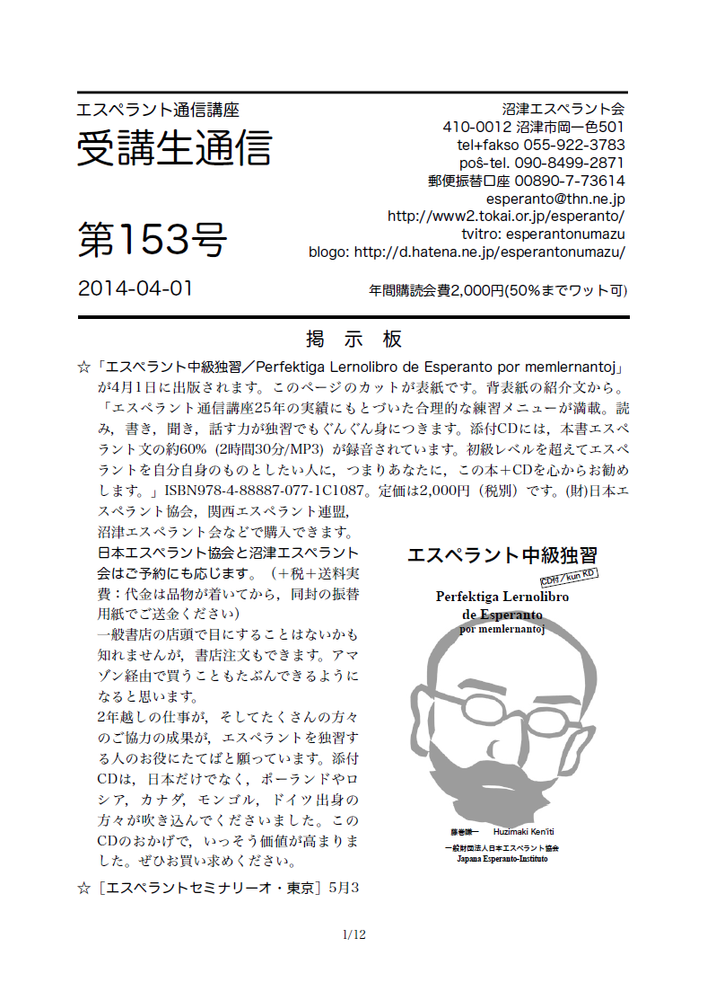 エスペラント通信講座
受講生通信
第153号
2014-04-01
沼津エスペラント会
410-0012 沼津市岡一色501
tel+fakso 055-922-3783
poŝ-tel. 090-8499-2871
郵便振替口座 00890-7-73614
esperanto@thn.ne.jp
http://www2.tokai.or.jp/esperanto/
tvitro: esperantonumazu
blogo: http://d.hatena.ne.jp/esperantonumazu/
年間購読会費2,000円(50%までワット可)
掲 示 板
☆「エスペラント中級独習／Perfektiga Lernolibro de Esperanto por memlernantoj」
が4月1日に出版されます。このページのカットが表紙です。背表紙の紹介文から。
「エスペラント通信講座25年の実績にもとづいた合理的な練習メニューが満載。読
み，書き，聞き，話す力が独習でもぐんぐん身につきます。添付CDには，本書エスペ
ラント文の約60%（2時間30分/MP3）が録音されています。初級レベルを超えてエスペ
ラントを自分自身のものとしたい人に，つまりあなたに，この本＋CDを心からお勧め
します。」ISBN978-4-88887-077-1C1087。定価は2,000円（税別）です。(財)日本エ
スペラント協会，関西エスペラント連盟，
沼津エスペラント会などで購入できます。
日本エスペラント協会と沼津エスペラント
会はご予約にも応じます。（＋税＋送料実
費：代金は品物が着いてから，同封の振替
用紙でご送金ください）
一般書店の店頭で目にすることはないかも
知れませんが，書店注文もできます。アマ
ゾン経由で買うこともたぶんできるように
なると思います。
2年越しの仕事が，そしてたくさんの方々
のご協力の成果が，エスペラントを独習す
る人のお役にたてばと願っています。添付
CDは，日本だけでなく，ポーランドやロ
シア，カナダ，モンゴル，ドイツ出身の
方々が吹き込んでくださいました。この
CDのおかげで，いっそう価値が高まりま
した。ぜひお買い求めください。
☆［エスペラントセミナリーオ・東京］5月3
エスペラント中級独習
CD付／kun KD
Perfektiga Lernolibro
de Esperanto
por memlernantoj
藤巻謙一 Huzimaki Ken'iti
一般財団法人日本エスペラント協会
Japana Esperanto-Instituto
1/12